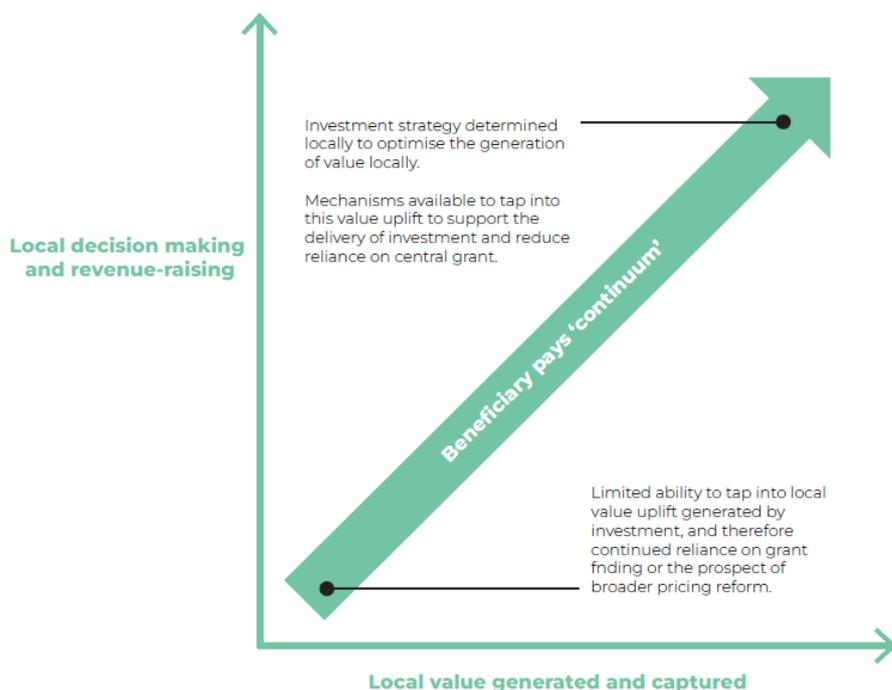 Investment strategy determined
locally to optimise the generation
of value locally.
Mechanisms available to tap into
this value uplift to support the
delivery of investment and reduce
reliance on central grant.
Local decision making
and revenue-raising
Beneficiary pays ‘continuum’
Limited ability to tap into local
value uplift generated by
investment, and therefore
continued reliance on grant
fnding or the prospect of
broader pricing reform.
Local value generated and captured